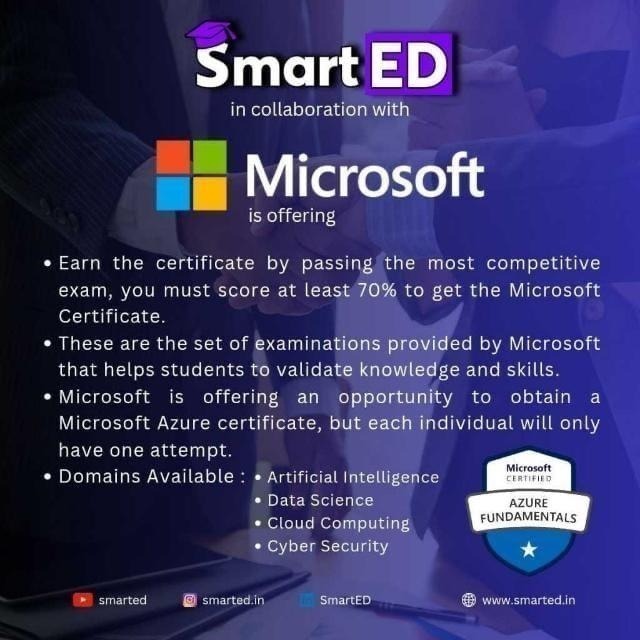 SmartED
in collaboration with
Microsoft
is offering
• Earn the certificate by passing the most competitive
exam, you must score at least 70% to get the Microsoft
Certificate.
• These are the set of examinations provided by Microsoft
that helps students to validate knowledge and skills.
• Microsoft is offering an opportunity to obtain a
Microsoft Azure certificate, but each individual will only
have one attempt.
• Domains Available : • Artificial Intelligence
• Data Science
• Cloud Computing
• Cyber Security
Microsoft
CERTIFIED
AZURE
FUNDAMENTALS
smarted smarted.in SmartED www.smarted.in